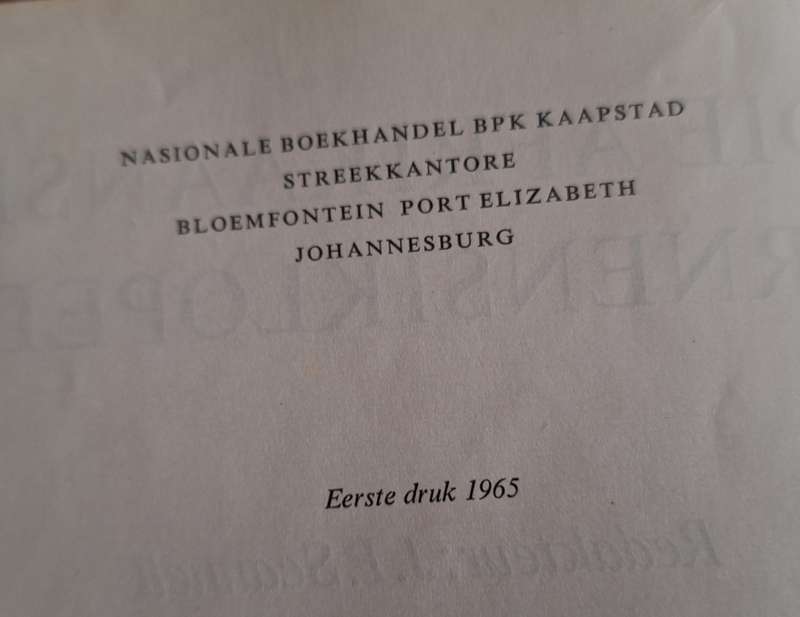 NASIONALE BOEKHANDEL BPK KAAPSTAD
STREEKKANTORE
BLOEMFONTEIN PORT ELIZABETH
JOHANNESBURG
Eerste druk 1965